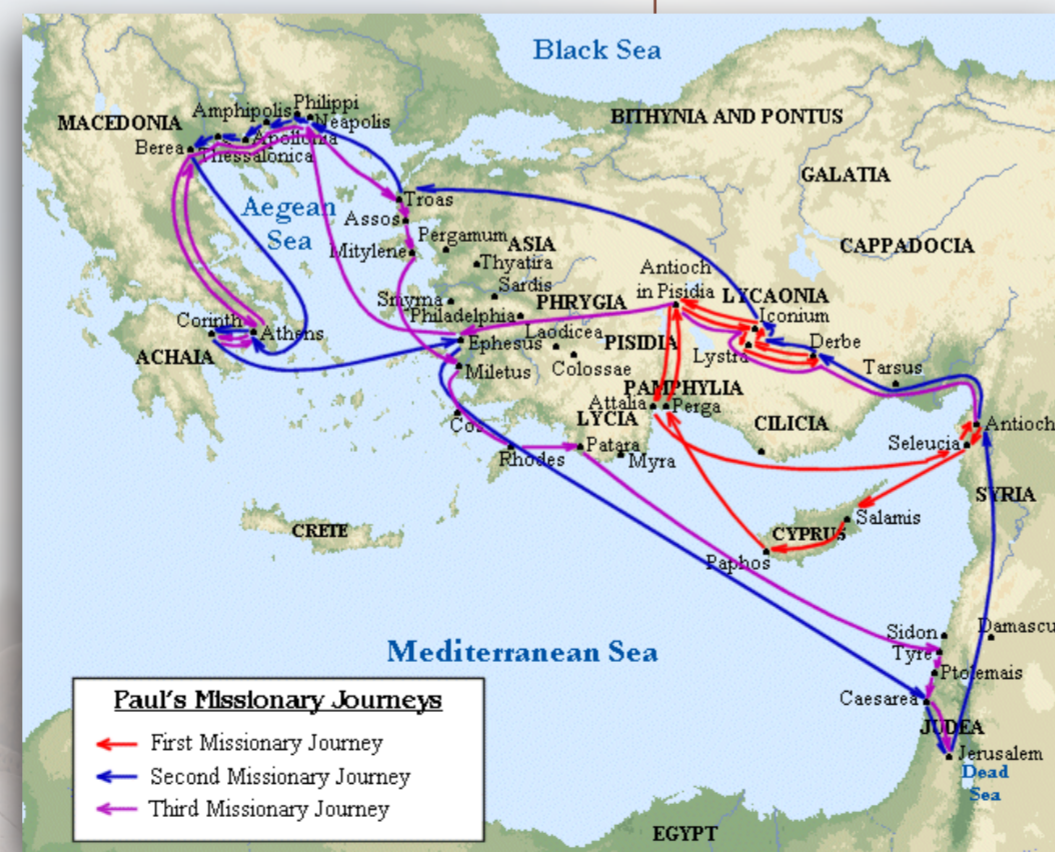 Black Sea
Philippi
Amphipolis
Neapolis
MACEDONIA
BITHYNIA AND PONTUS
Apollonia
Berea
Thessalonica
GALATIA
Troas
Aegean
Sea
Assos
Pergamum
ASIA
CAPPADOCIA
Mitylene
Thyatira
Antioch
in Pisidia
Sardis
LYCAONIA
Smyrna
PHRYGIA
Philadelphia
Iconium
Corinth
Athens
Laodicea
Ephesus
PISIDIA
Derbe
ACHAIA
Lystra
Colossae
Miletus
Tarsus
PAMPHYLIA
Attalia
Perga
Cos
LYCIA
CILICIA
Antioch
Patara
Seleucia
Rhodes
Myra
SYRIA
Salamis
CRETE
CYPRUS
Paphos
Sidon
Damascu
Mediterranean Sea
Tyre
Ptolemais
Caesarea
Paul's Missionary Journeys
JUDEA
First Missionary Journey
Jerusalem
Second Missionary Journey
Dead
Sea
Third Missionary Journey
EGYPT